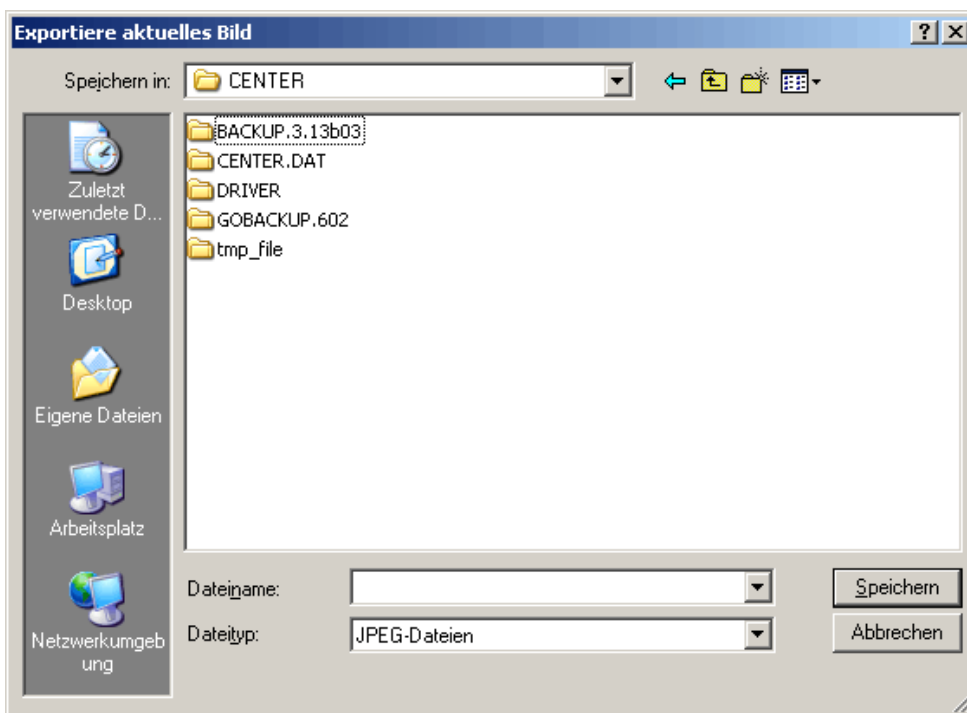 Exportiere aktuelles Bild
Speichern in:
CENTER
Zuletzt
verwendete D...
Desktop
Eigene Dateien
Arbeitsplatz
Netzwerkumgeb
ung
BACKUP.3.13b03
CENTER.DAT
DRIVER
GOBACKUP.602
tmp_file
Dateiname:
Speichern
Dateityp:
JPEG-Dateien
Abbrechen